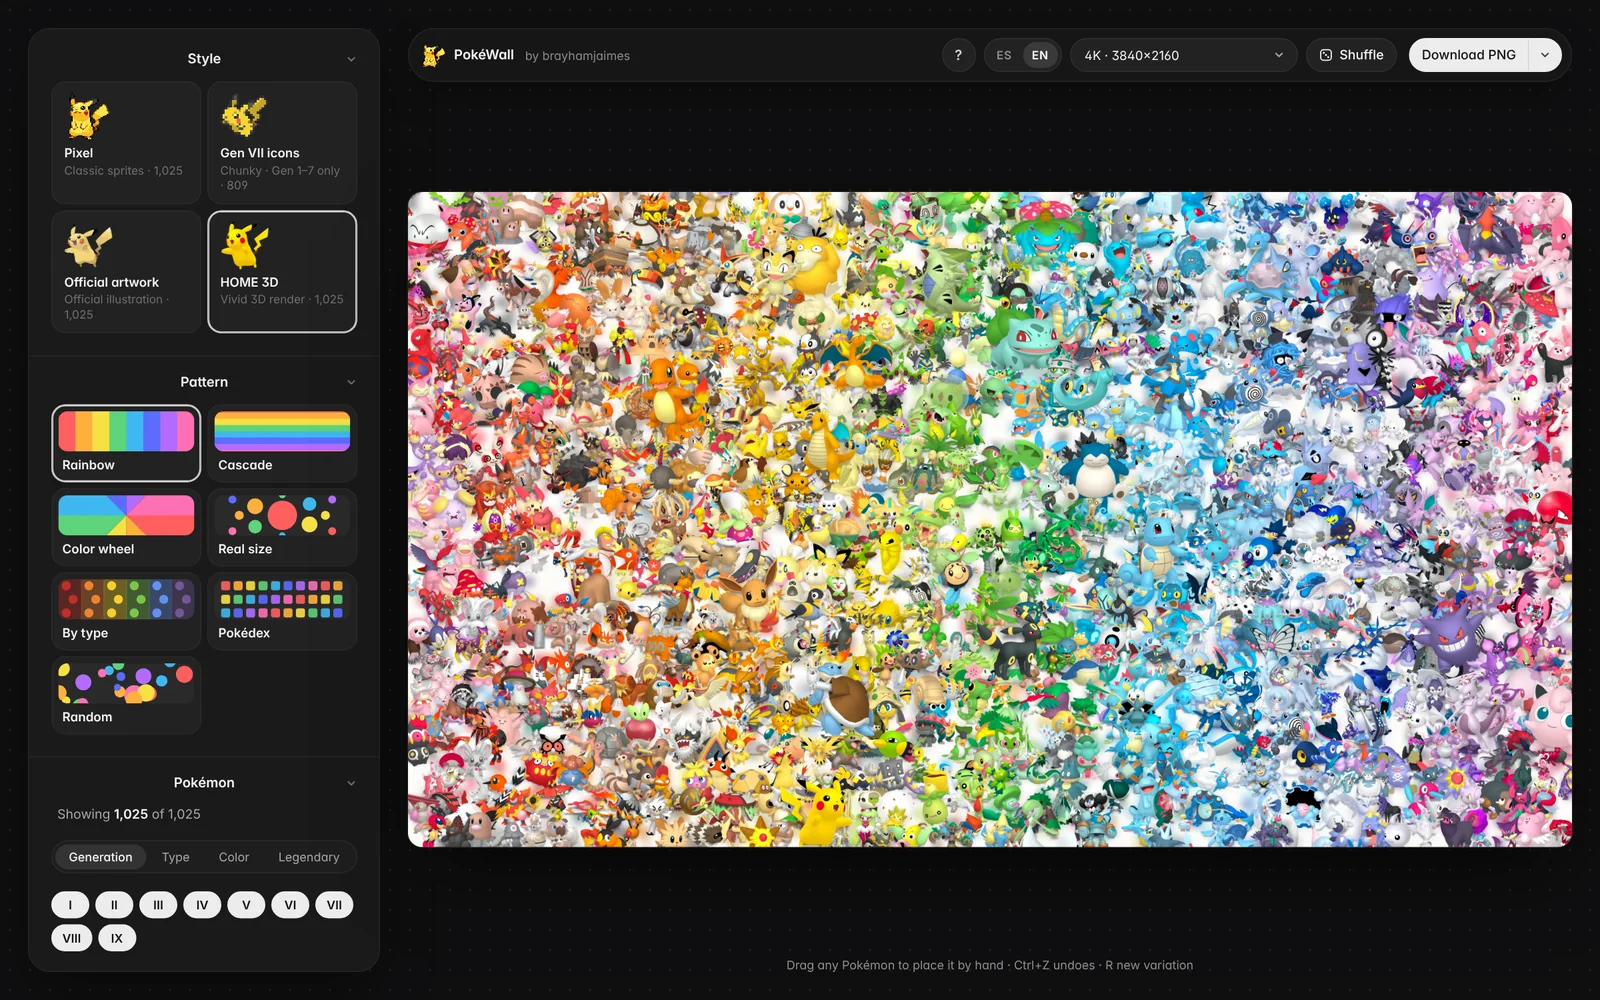 Style
Pixel
Classic sprites · 1,025
Gen VII icons
Chunky · Gen 1–7 only
· 809
Official artwork
Official illustration ·
1,025
HOME 3D
Vivid 3D render · 1,025
Pattern
Rainbow
Cascade
Color wheel
Real size
By type
Pokédex
Random
Pokémon
Showing 1,025 of 1,025
Generation Type Color Legendary
I II III IV V VI VII
VIII IX
PokéWall by brayhamjaimes
? ES EN 4K · 3840×2160 Shuffle Download PNG
Drag any Pokémon to place it by hand · Ctrl+Z undoes · R new variation